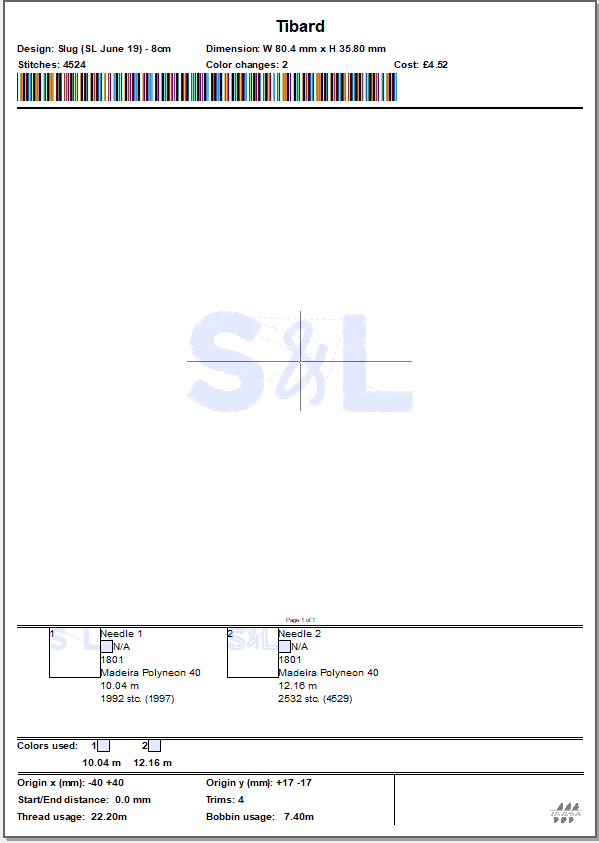 Tibard
Design: Slug (SL June 19) - 8cm Dimension: W 80.4 mm x H 35.80 mm
Stitches: 4524 Color changes: 2 Cost: £4.52
S&L
Page 1 of 1
1 S&L Needle 1 2 S&L Needle 2
N/A N/A
1801 1801
Madeira Polyneon 40 Madeira Polyneon 40
10.04 m 12.16 m
1992 stc. (1997) 2532 stc. (4529)
Colors used: 1 2
10.04 m 12.16 m
Origin x (mm): -40 +40 Origin y (mm): +17 -17
Start/End distance: 0.0 mm Trims: 4
Thread usage: 22.20m Bobbin usage: 7.40m